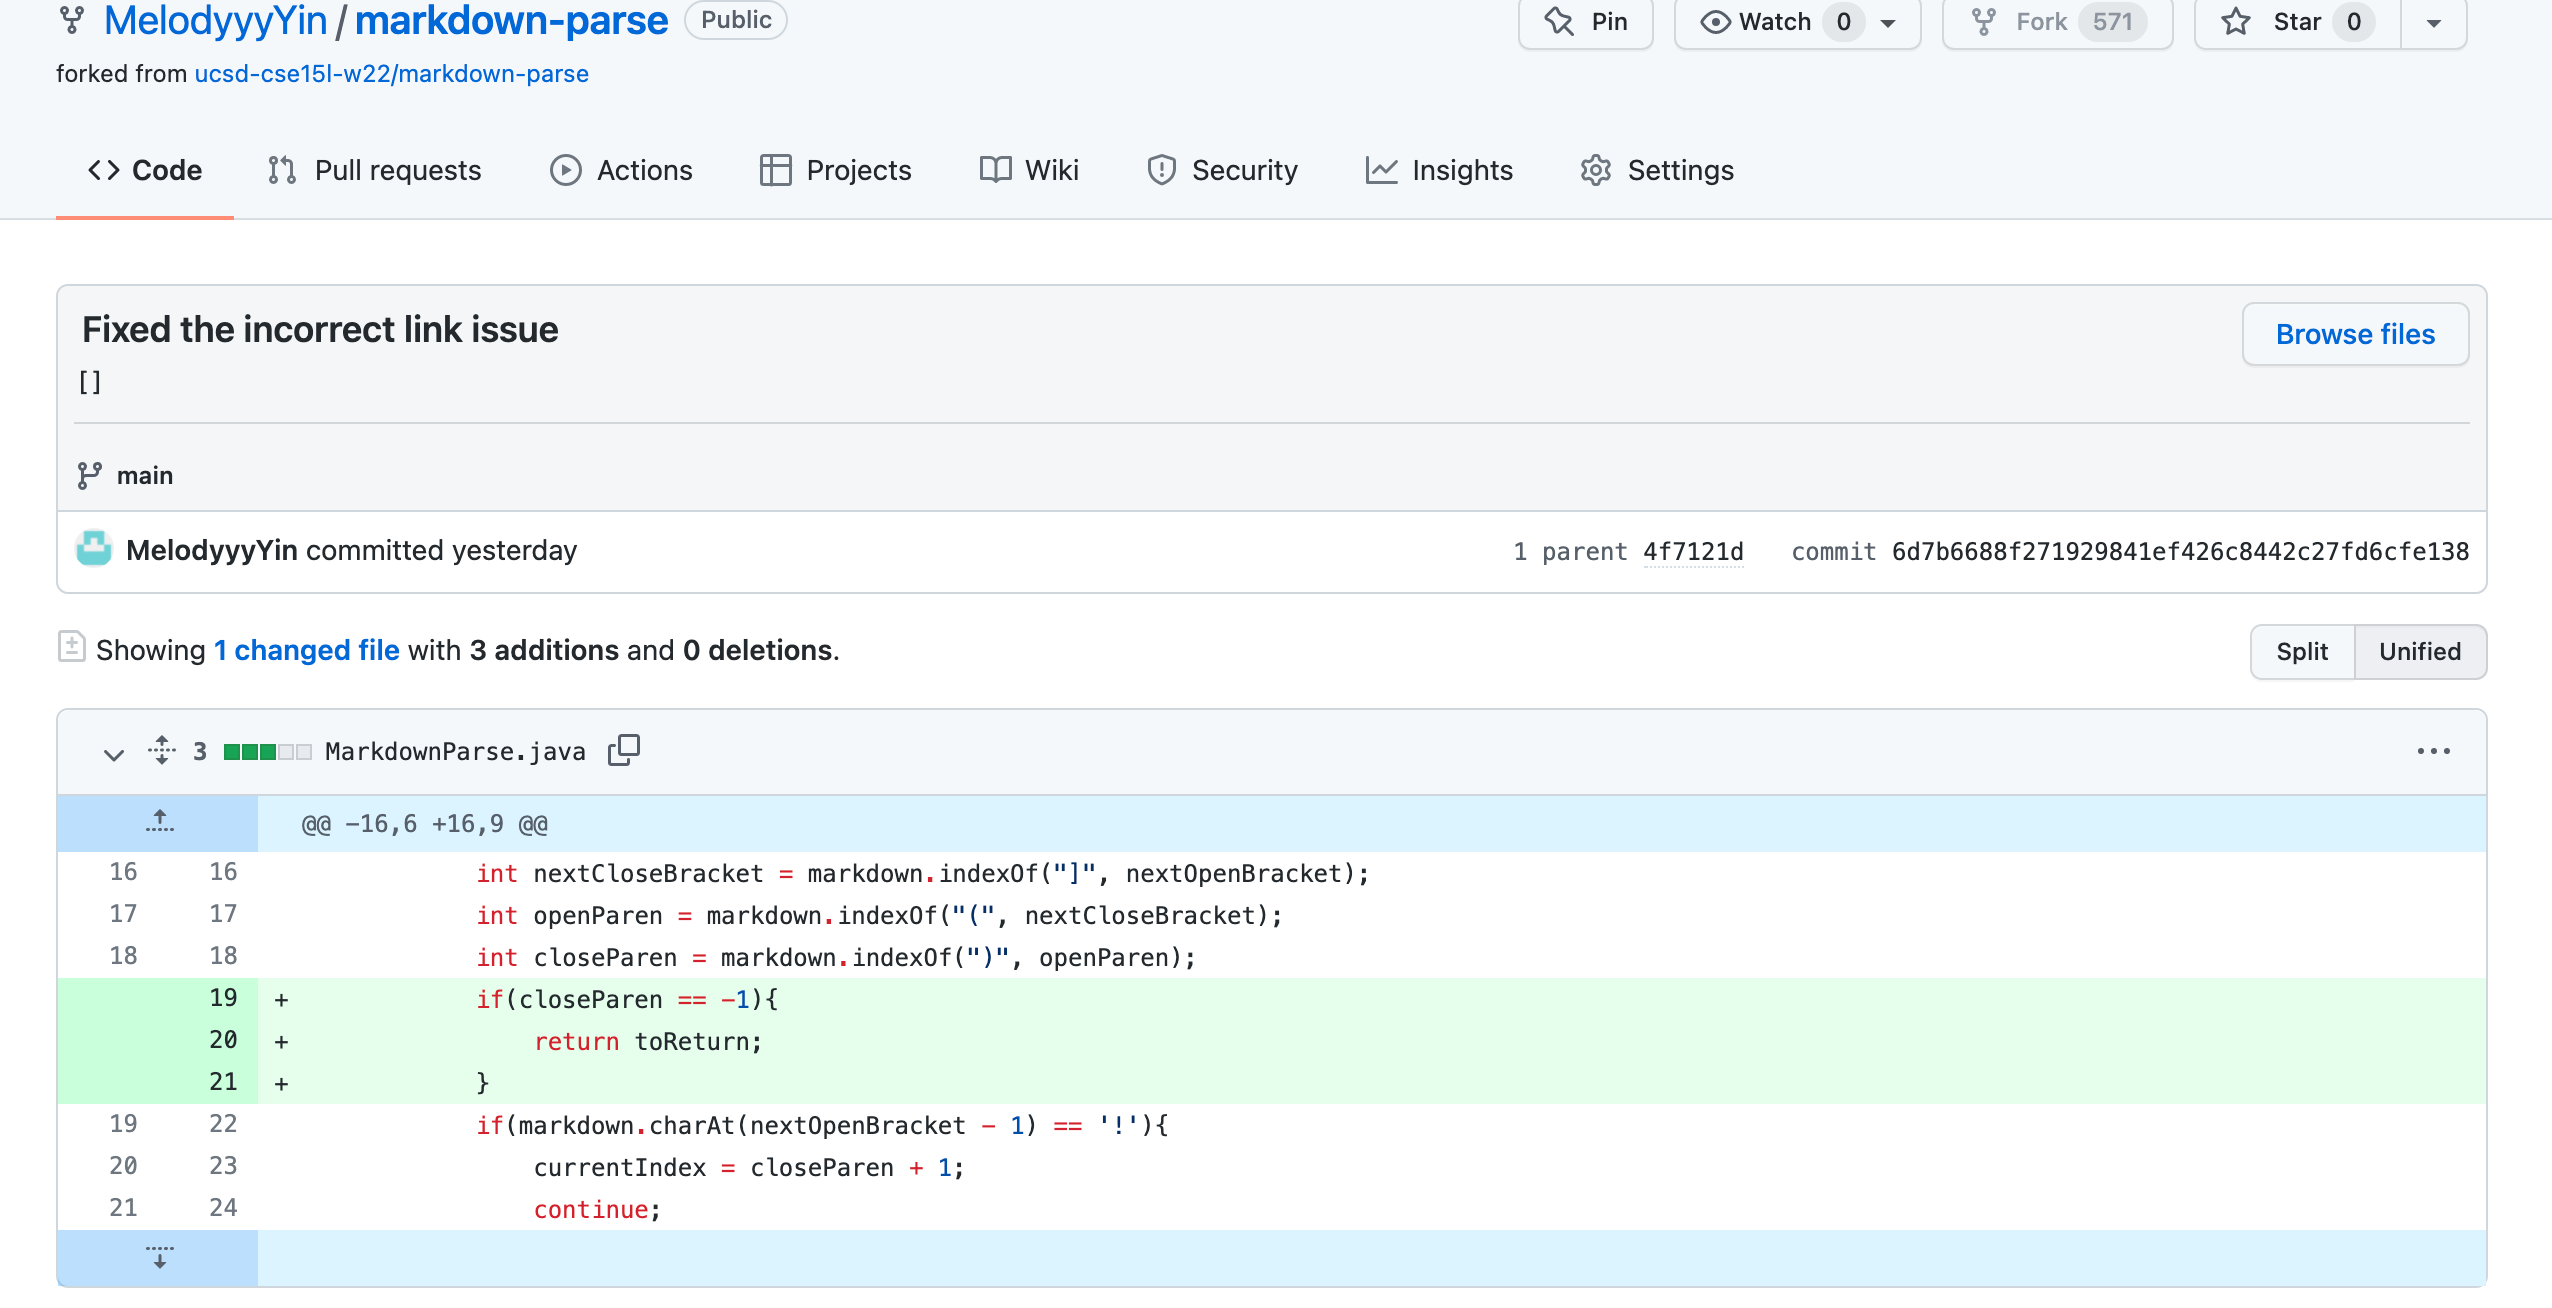 MelodyyyYin / markdown-parse Public Pin Watch 0 Fork 571 Star 0
forked from ucsd-cse15l-w22/markdown-parse
Code Pull requests Actions Projects Wiki Security Insights Settings
Fixed the incorrect link issue
Browse files
[]
main
MelodyyyYin committed yesterday 1 parent 4f7121d commit 6d7b6688f271929841ef426c8442c27fd6cfe138
Showing 1 changed file with 3 additions and 0 deletions. Split Unified
3 MarkdownParse.java
@@ -16,6 +16,9 @@
16 16 int nextCloseBracket = markdown.indexOf("]", nextOpenBracket);
17 17 int openParen = markdown.indexOf("(", nextCloseBracket);
18 18 int closeParen = markdown.indexOf(")", openParen);
19 + if(closeParen == -1){
20 + return toReturn;
21 + }
19 22 if(markdown.charAt(nextOpenBracket - 1) == '!'){
20 23 currentIndex = closeParen + 1;
21 24 continue;